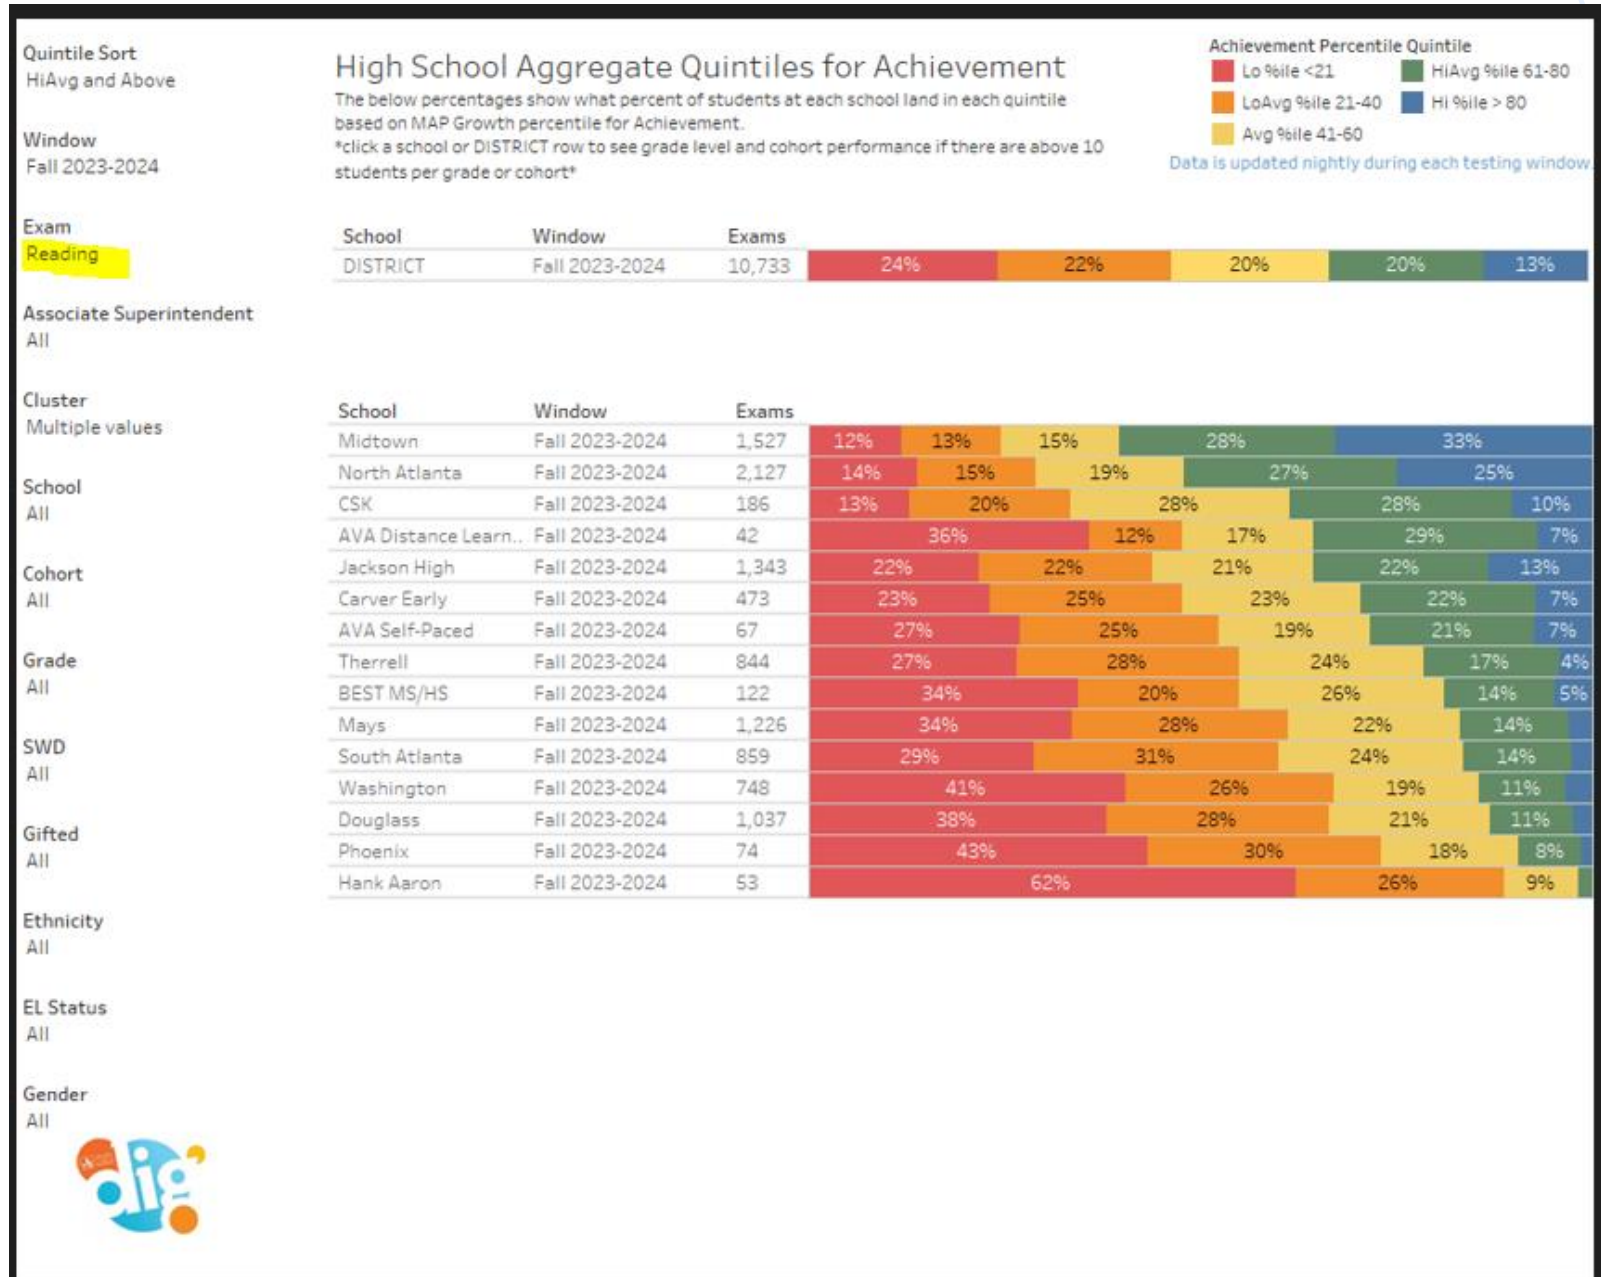 Quintile Sort
HiAvg and Above
Window
Fall 2023-2024
Exam
Reading
Associate Superintendent
All
Cluster
Multiple values
School
All
Cohort
All
Grade
All
SWD
All
Gifted
All
Ethnicity
All
EL Status
All
Gender
All
dig
High School Aggregate Quintiles for Achievement
The below percentages show what percent of students at each school land in each quintile
based on MAP Growth percentile for Achievement.
*click a school or DISTRICT row to see grade level and cohort performance if there are above 10
students per grade or cohort*
Achievement Percentile Quintile
Lo %ile <21 HiAvg %ile 61-80
LoAvg %ile 21-40 Hi %ile > 80
Avg %ile 41-60
Data is updated nightly during each testing window.
School Window Exams
DISTRICT Fall 2023-2024 10,733 24% 22% 20% 20% 13%
School Window Exams
Midtown Fall 2023-2024 1,527 12% 13% 15% 28% 33%
North Atlanta Fall 2023-2024 2,127 14% 15% 19% 27% 25%
CSK Fall 2023-2024 186 13% 20% 28% 28% 10%
AVA Distance Learn.. Fall 2023-2024 42 36% 12% 17% 29% 7%
Jackson High Fall 2023-2024 1,343 22% 22% 21% 22% 13%
Carver Early Fall 2023-2024 473 23% 25% 23% 22% 7%
AVA Self-Paced Fall 2023-2024 67 27% 25% 19% 21% 7%
Therrell Fall 2023-2024 844 27% 28% 24% 17% 4%
BEST MS/HS Fall 2023-2024 122 34% 20% 26% 14% 5%
Mays Fall 2023-2024 1,226 34% 28% 22% 14%
South Atlanta Fall 2023-2024 859 29% 31% 24% 14%
Washington Fall 2023-2024 748 41% 26% 19% 11%
Douglass Fall 2023-2024 1,037 38% 28% 21% 11%
Phoenix Fall 2023-2024 74 43% 30% 18% 8%
Hank Aaron Fall 2023-2024 53 62% 26% 9%